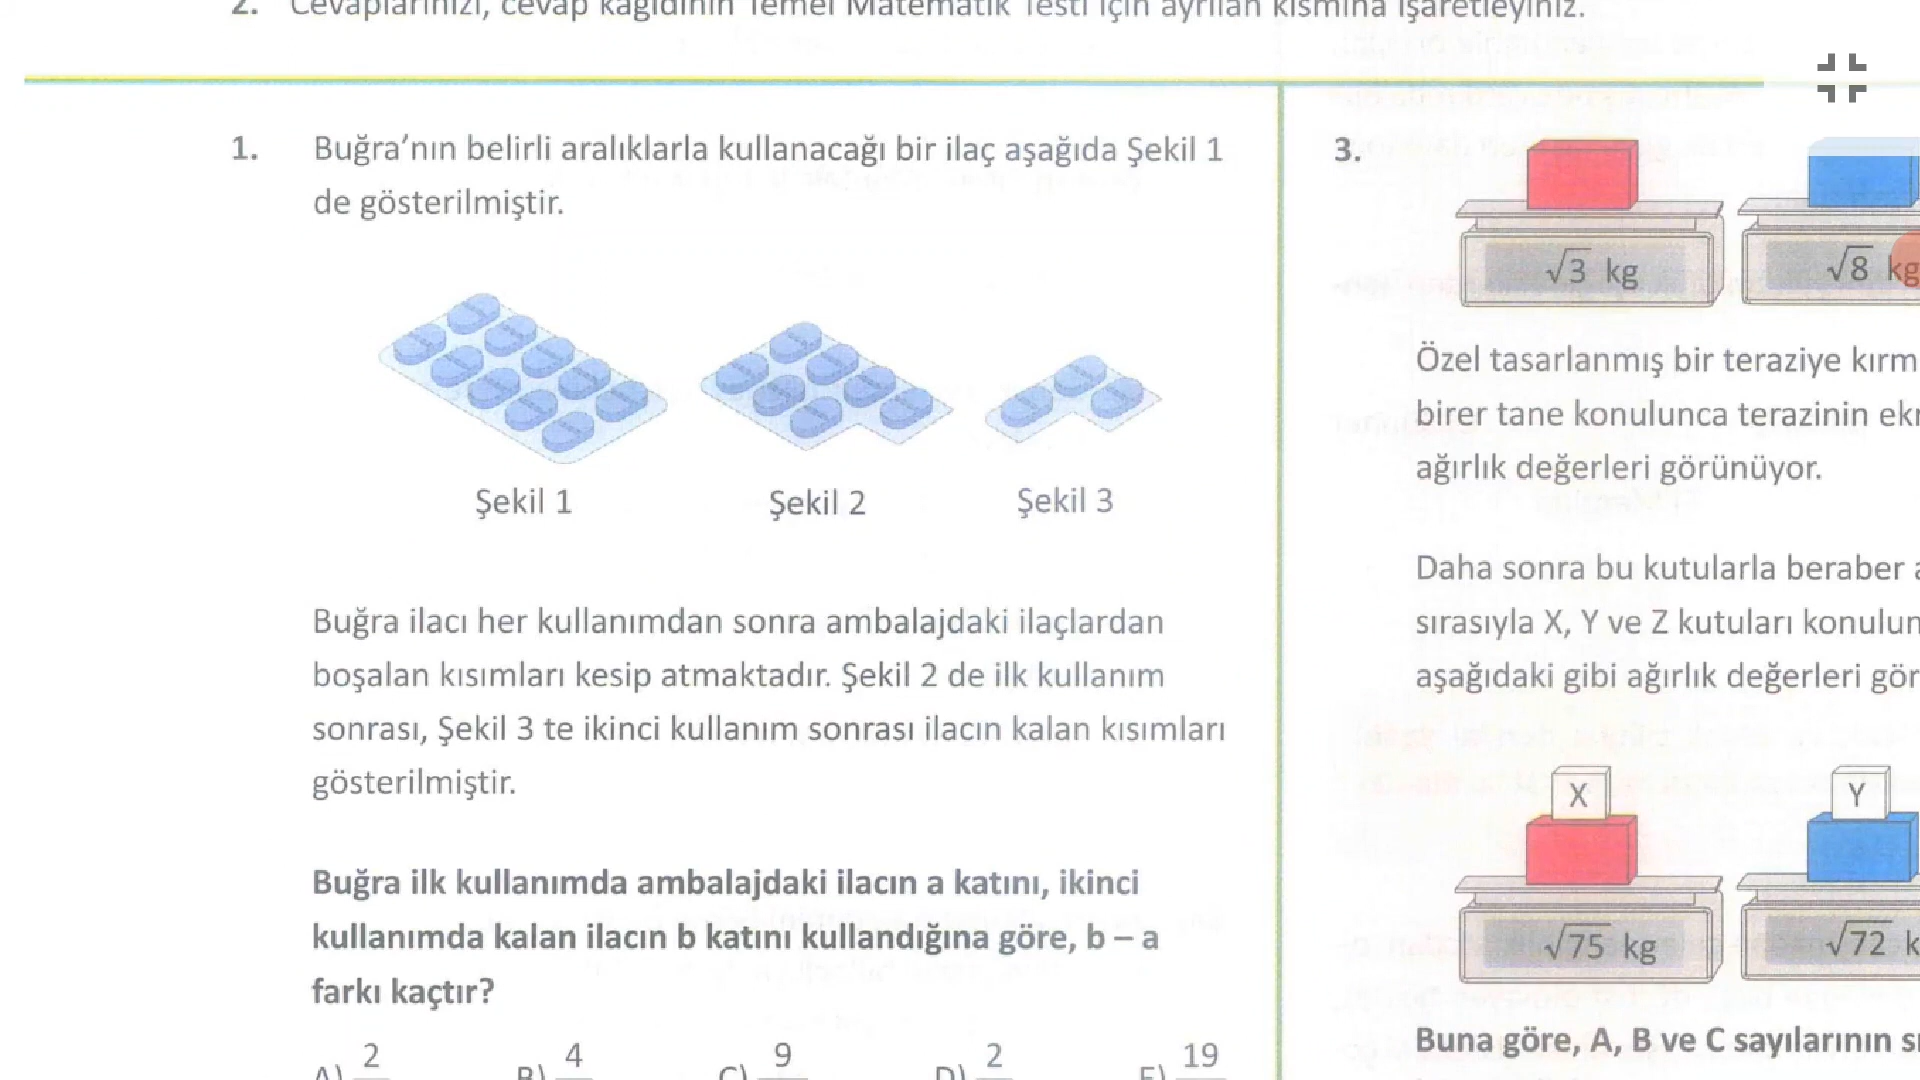 2. Cevaplarınızı, cevap kağıdının Temel Matematik Testi için ayrılan kısmına işaretleyiniz.
1. Buğra’nın belirli aralıklarla kullanacağı bir ilaç aşağıda Şekil 1
de gösterilmiştir.
Şekil 1
Şekil 2
Şekil 3
Buğra ilacı her kullanımdan sonra ambalajdaki ilaçlardan
boşalan kısımları kesip atmaktadır. Şekil 2 de ilk kullanım
sonrası, Şekil 3 te ikinci kullanım sonrası ilacın kalan kısımları
gösterilmiştir.
Buğra ilk kullanımda ambalajdaki ilacın a katını, ikinci
kullanımda kalan ilacın b katını kullandığına göre, b – a
farkı kaçtır?
A) 2 B) 4 C) 9 D) 2 E) 19
3.
√3 kg
√8 kg
Özel tasarlanmış bir teraziye kırm
birer tane konulunca terazinin ekr
ağırlık değerleri görünüyor.
Daha sonra bu kutularla beraber a
sırasıyla X, Y ve Z kutuları konulun
aşağıdaki gibi ağırlık değerleri gör
X
Y
√75 kg
√72 k
Buna göre, A, B ve C sayılarının s